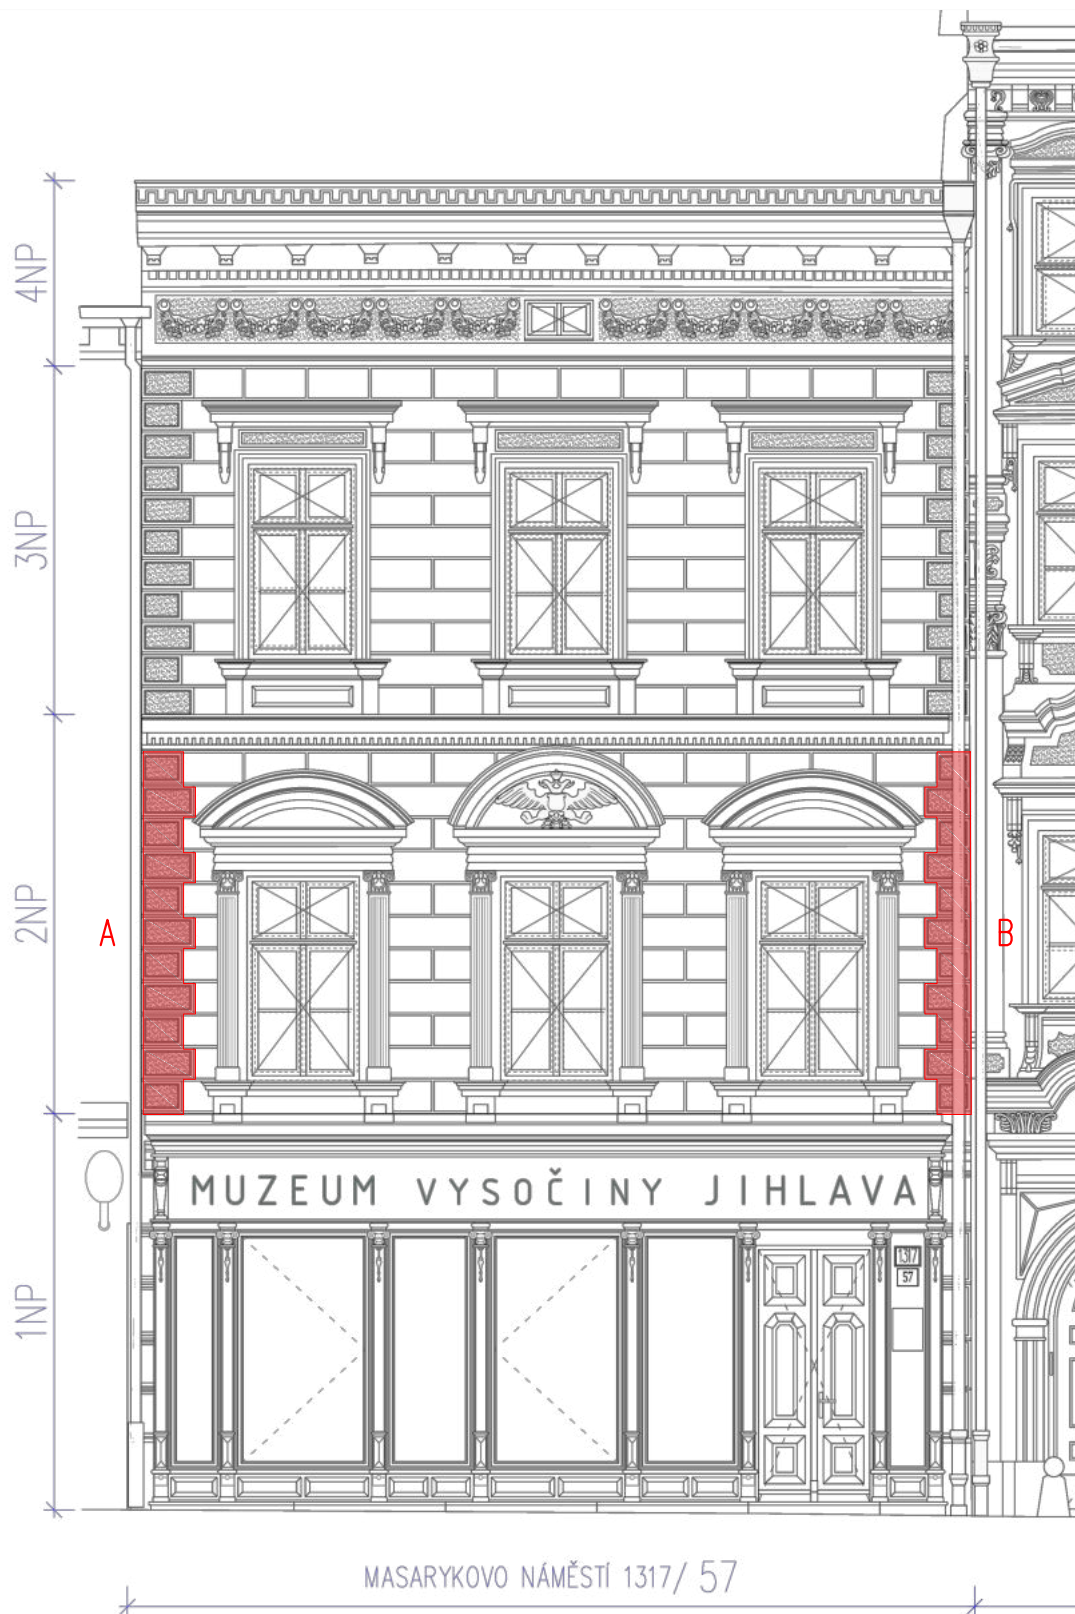 4NP
3NP
2NP
A
B
MUZEUM VYSOČINY JIHLAVA
1317
57
1NP
MASARYKOVO NÁMĚSTÍ 1317/ 57